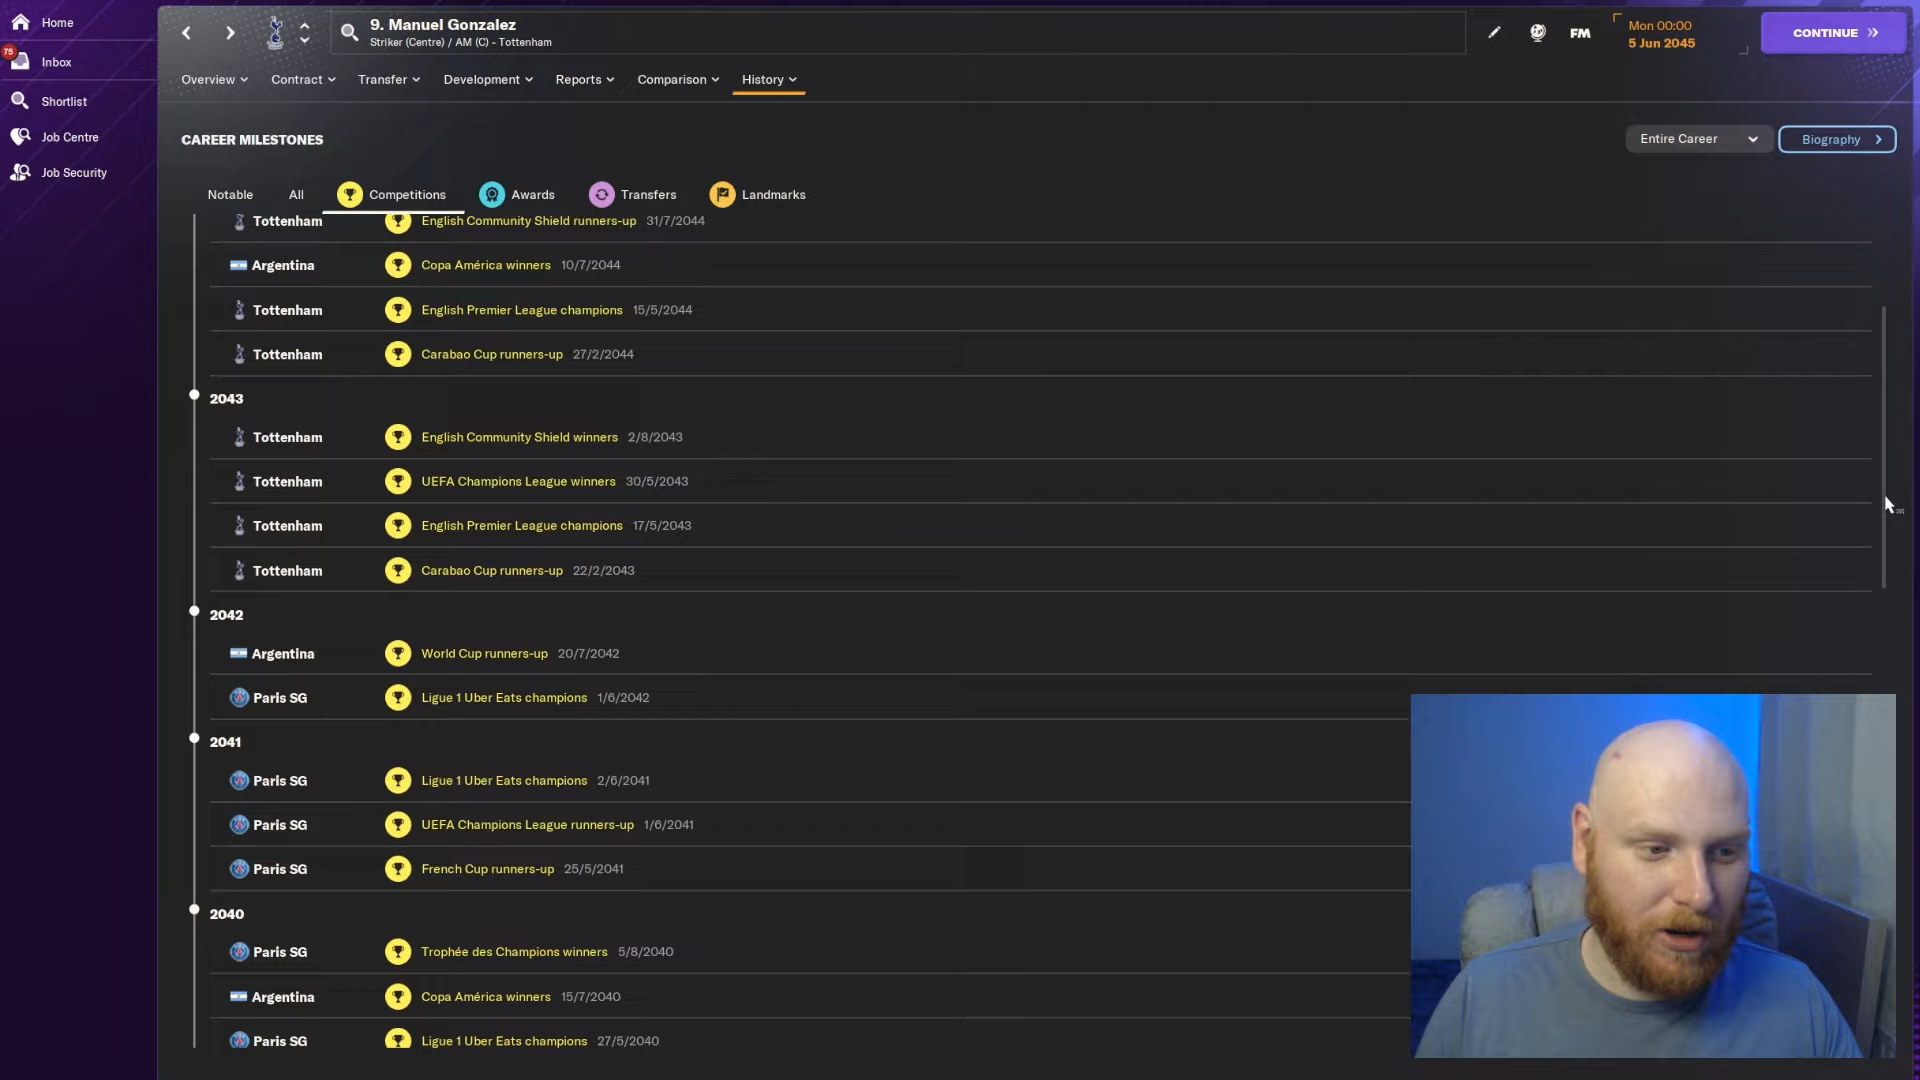 Home
75
Inbox
Shortlist
Job Centre
Job Security
9. Manuel Gonzalez
Striker (Centre) / AM (C) - Tottenham
FM
Mon 00:00
5 Jun 2045
CONTINUE
Overview
Contract
Transfer
Development
Reports
Comparison
History
CAREER MILESTONES
Entire Career
Biography
Notable
All
Competitions
Awards
Transfers
Landmarks
Tottenham English Community Shield runners-up 31/7/2044
Argentina Copa América winners 10/7/2044
Tottenham English Premier League champions 15/5/2044
Tottenham Carabao Cup runners-up 27/2/2044
2043
Tottenham English Community Shield winners 2/8/2043
Tottenham UEFA Champions League winners 30/5/2043
Tottenham English Premier League champions 17/5/2043
Tottenham Carabao Cup runners-up 22/2/2043
2042
Argentina World Cup runners-up 20/7/2042
Paris SG Ligue 1 Uber Eats champions 1/6/2042
2041
Paris SG Ligue 1 Uber Eats champions 2/6/2041
Paris SG UEFA Champions League runners-up 1/6/2041
Paris SG French Cup runners-up 25/5/2041
2040
Paris SG Trophée des Champions winners 5/8/2040
Argentina Copa América winners 15/7/2040
Paris SG Ligue 1 Uber Eats champions 27/5/2040